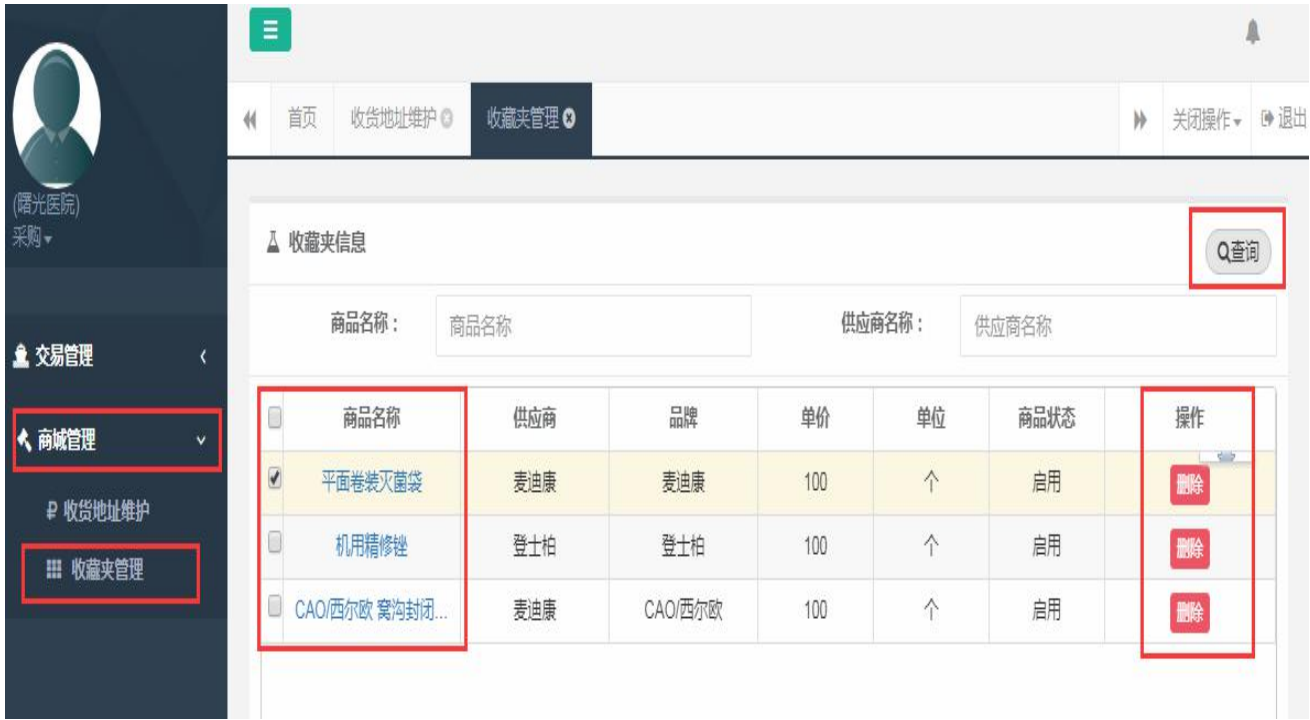 首页
收货地址维护
收藏夹管理
关闭操作
退出
(曙光医院)
采购
交易管理
商城管理
收货地址维护
收藏夹管理
收藏夹信息
查询
商品名称： 商品名称 供应商名称： 供应商名称
商品名称 供应商 品牌 单价 单位 商品状态 操作
平面卷装灭菌袋 麦迪康 麦迪康 100 个 启用 删除
机用精修锉 登士柏 登士柏 100 个 启用 删除
CAO/西尔欧 窝沟封闭... 麦迪康 CAO/西尔欧 100 个 启用 删除